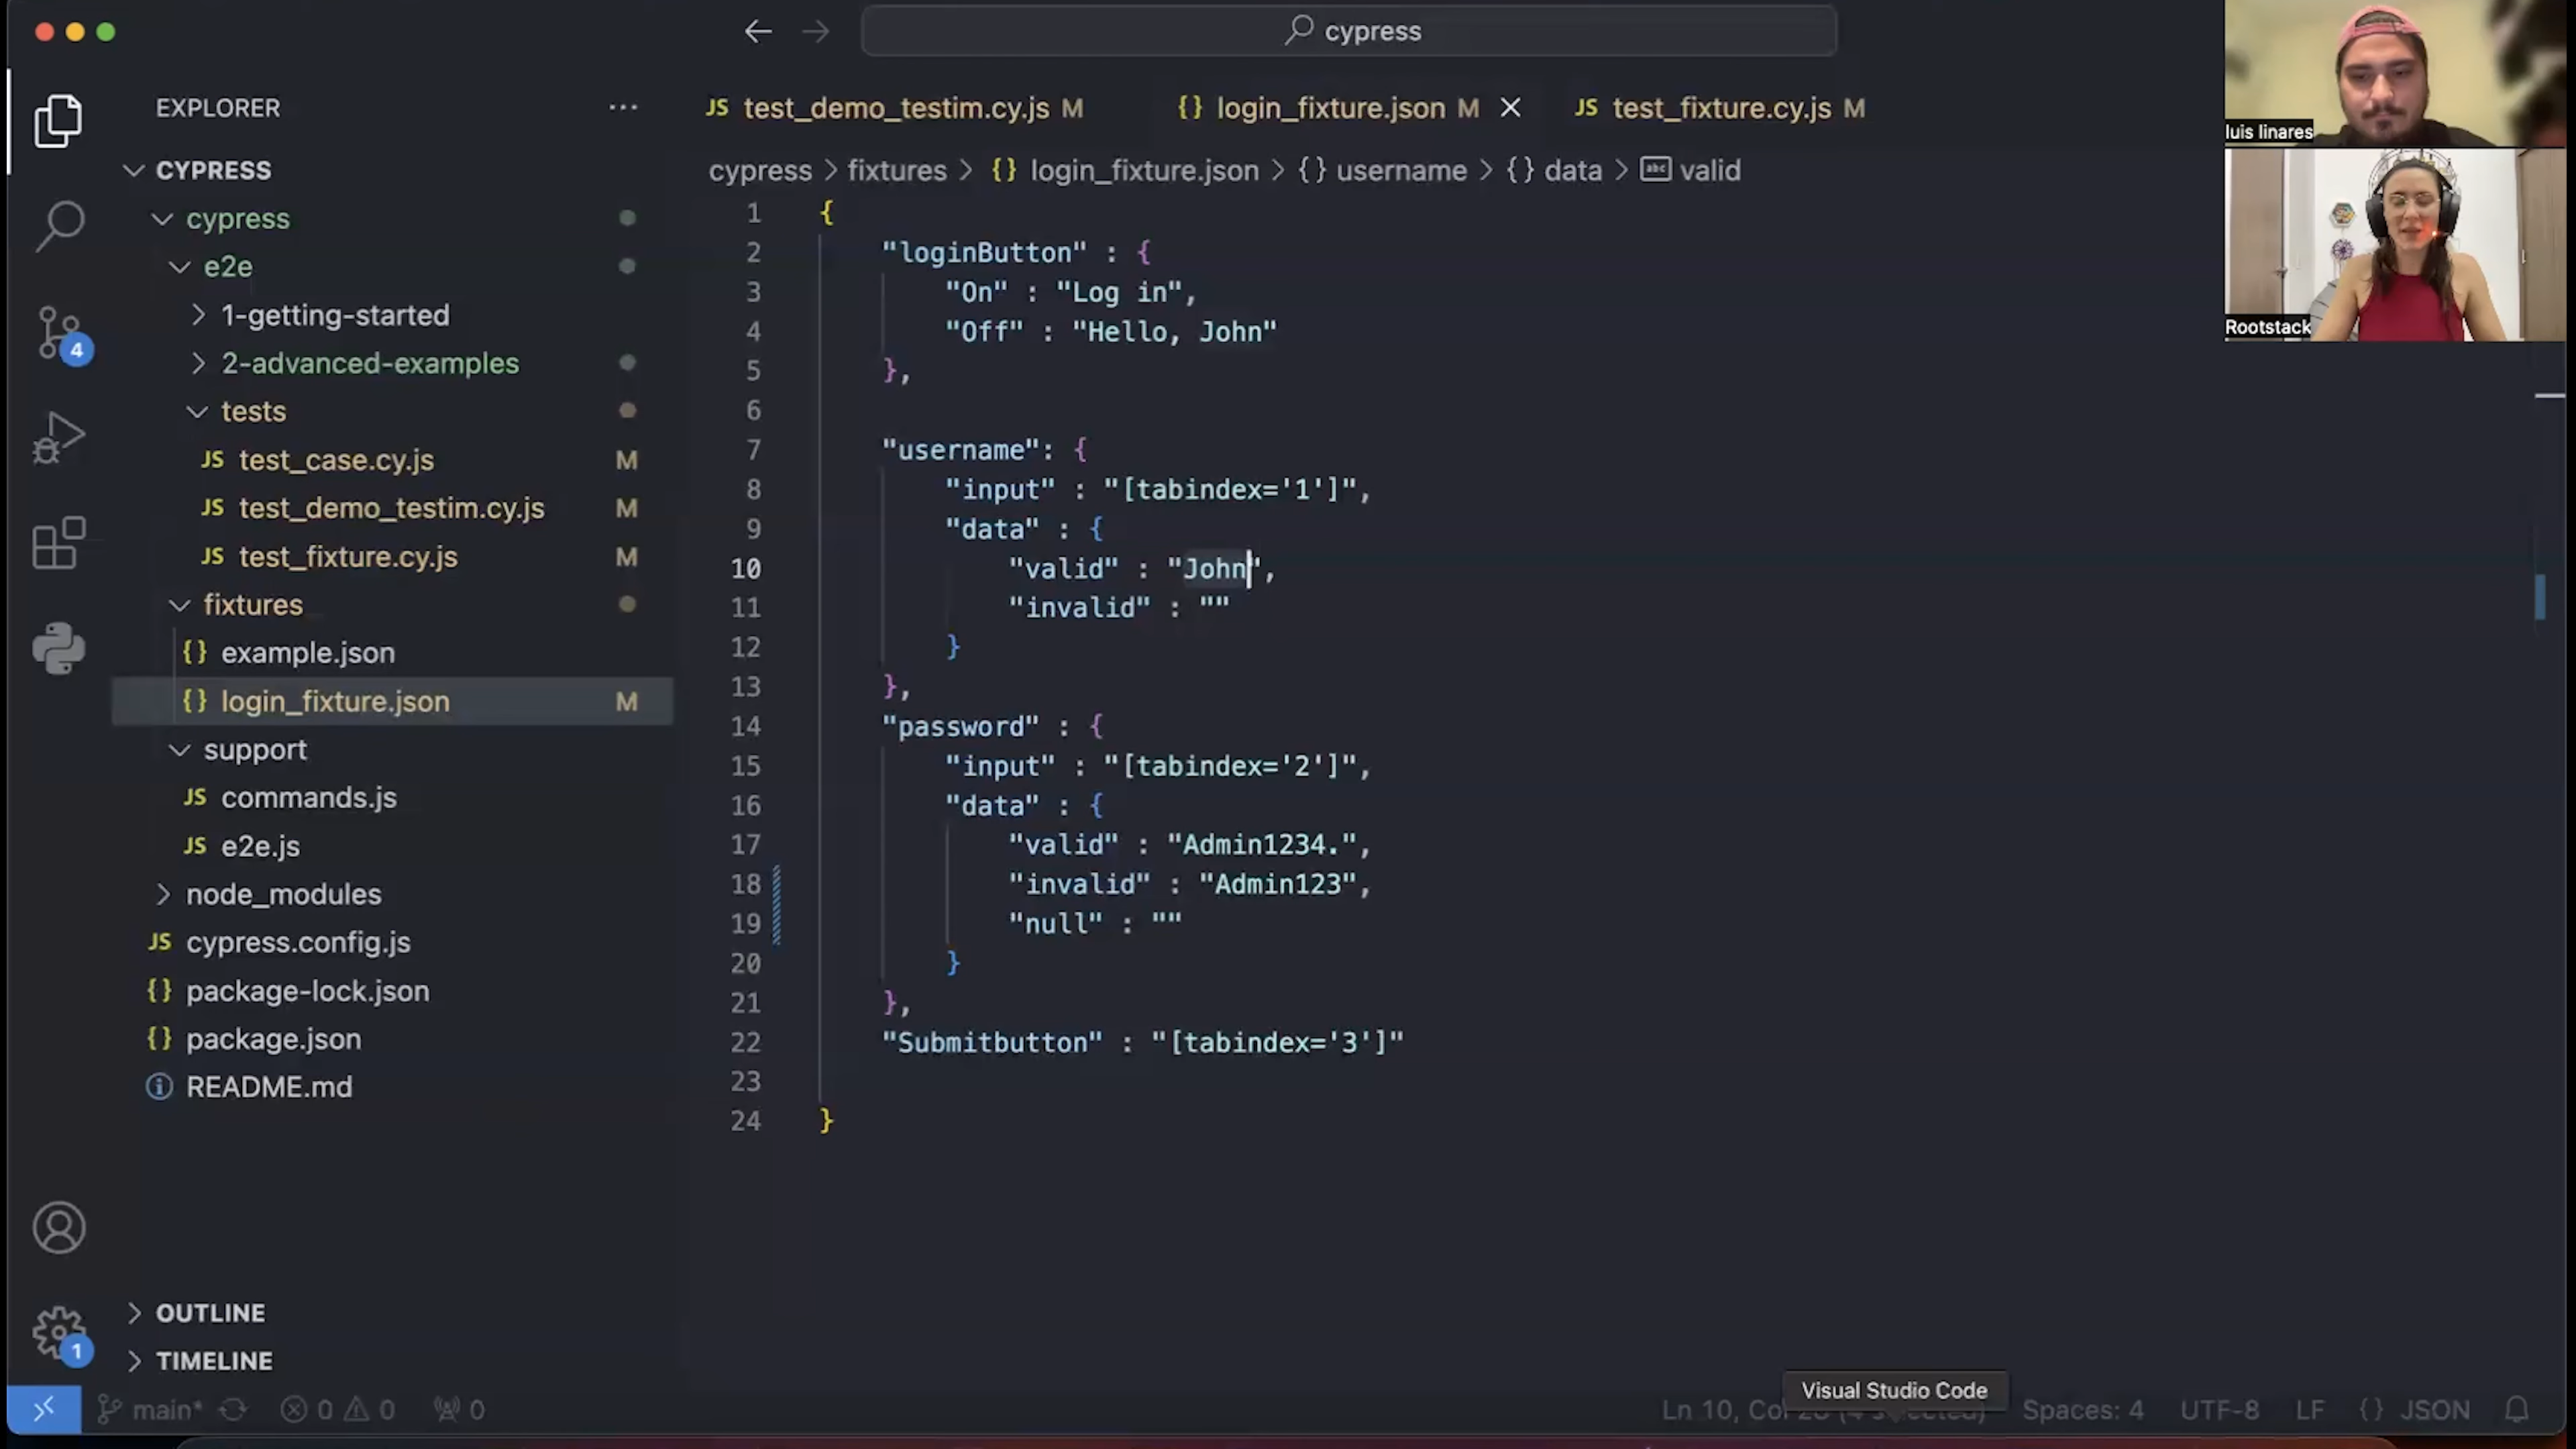 cypress
EXPLORER
CYPRESS
cypress
e2e
1-getting-started
2-advanced-examples
tests
JS test_case.cy.js M
JS test_demo_testim.cy.js M
JS test_fixture.cy.js M
fixtures
{} example.json
{} login_fixture.json M
support
JS commands.js
JS e2e.js
node_modules
JS cypress.config.js
{} package-lock.json
{} package.json
README.md
OUTLINE
TIMELINE
4
1
JS test_demo_testim.cy.js M
{} login_fixture.json M
JS test_fixture.cy.js M
cypress > fixtures > {} login_fixture.json > {} username > {} data > abc valid
1 {
2 "loginButton" : {
3 "On" : "Log in",
4 "Off" : "Hello, John"
5 },
6
7 "username": {
8 "input" : "[tabindex='1']",
9 "data" : {
10 "valid" : "John",
11 "invalid" : ""
12 }
13 },
14 "password" : {
15 "input" : "[tabindex='2']",
16 "data" : {
17 "valid" : "Admin1234.",
18 "invalid" : "Admin123",
19 "null" : ""
20 }
21 },
22 "Submitbutton" : "[tabindex='3']"
23
24 }
luis linares
Rootstack
Visual Studio Code
main* 0 0 0
Ln 10, Spaces: 4 UTF-8 LF {} JSON